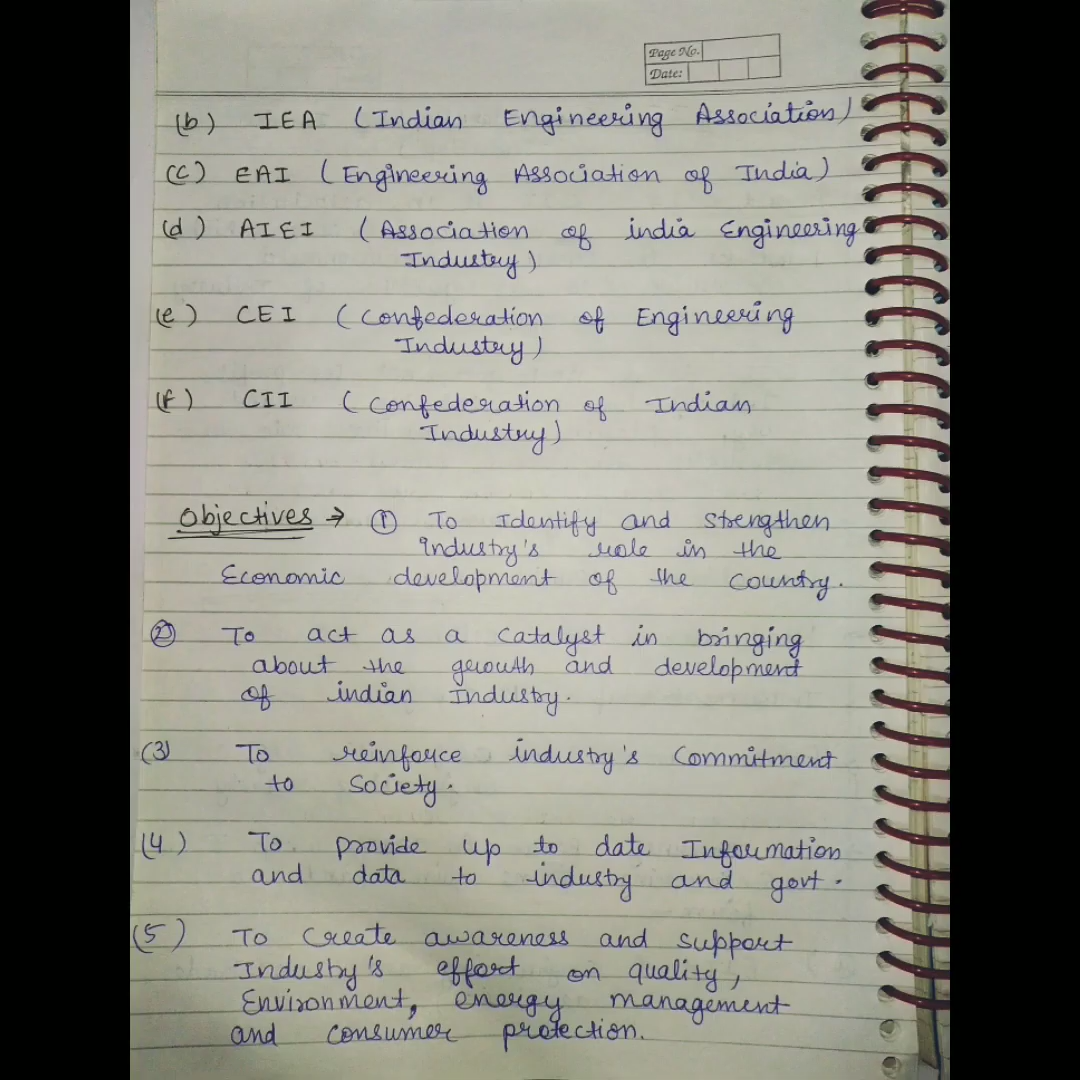 Page No.
Date:
(b) IEA (Indian Engineering Association)
(C) EAI (Engineering Association of India)
(d) AIEI (Association of india Engineering
Industry)
(e) CEI (Confederation of Engineering
Industry)
(f) CII (Confederation of Indian
Industry)
Objectives → ① To Identify and strengthen
industry's role in the
Economic development of the country.
② To act as a catalyst in bringing
about the growth and development
of indian Industry.
(3) To reinforce industry's Commitment
to Society.
(4) To provide up to date Information
and data to industry and govt.
(5) To Create awareness and support
Industry's effort on quality,
Environment, energy management
and consumer protection.